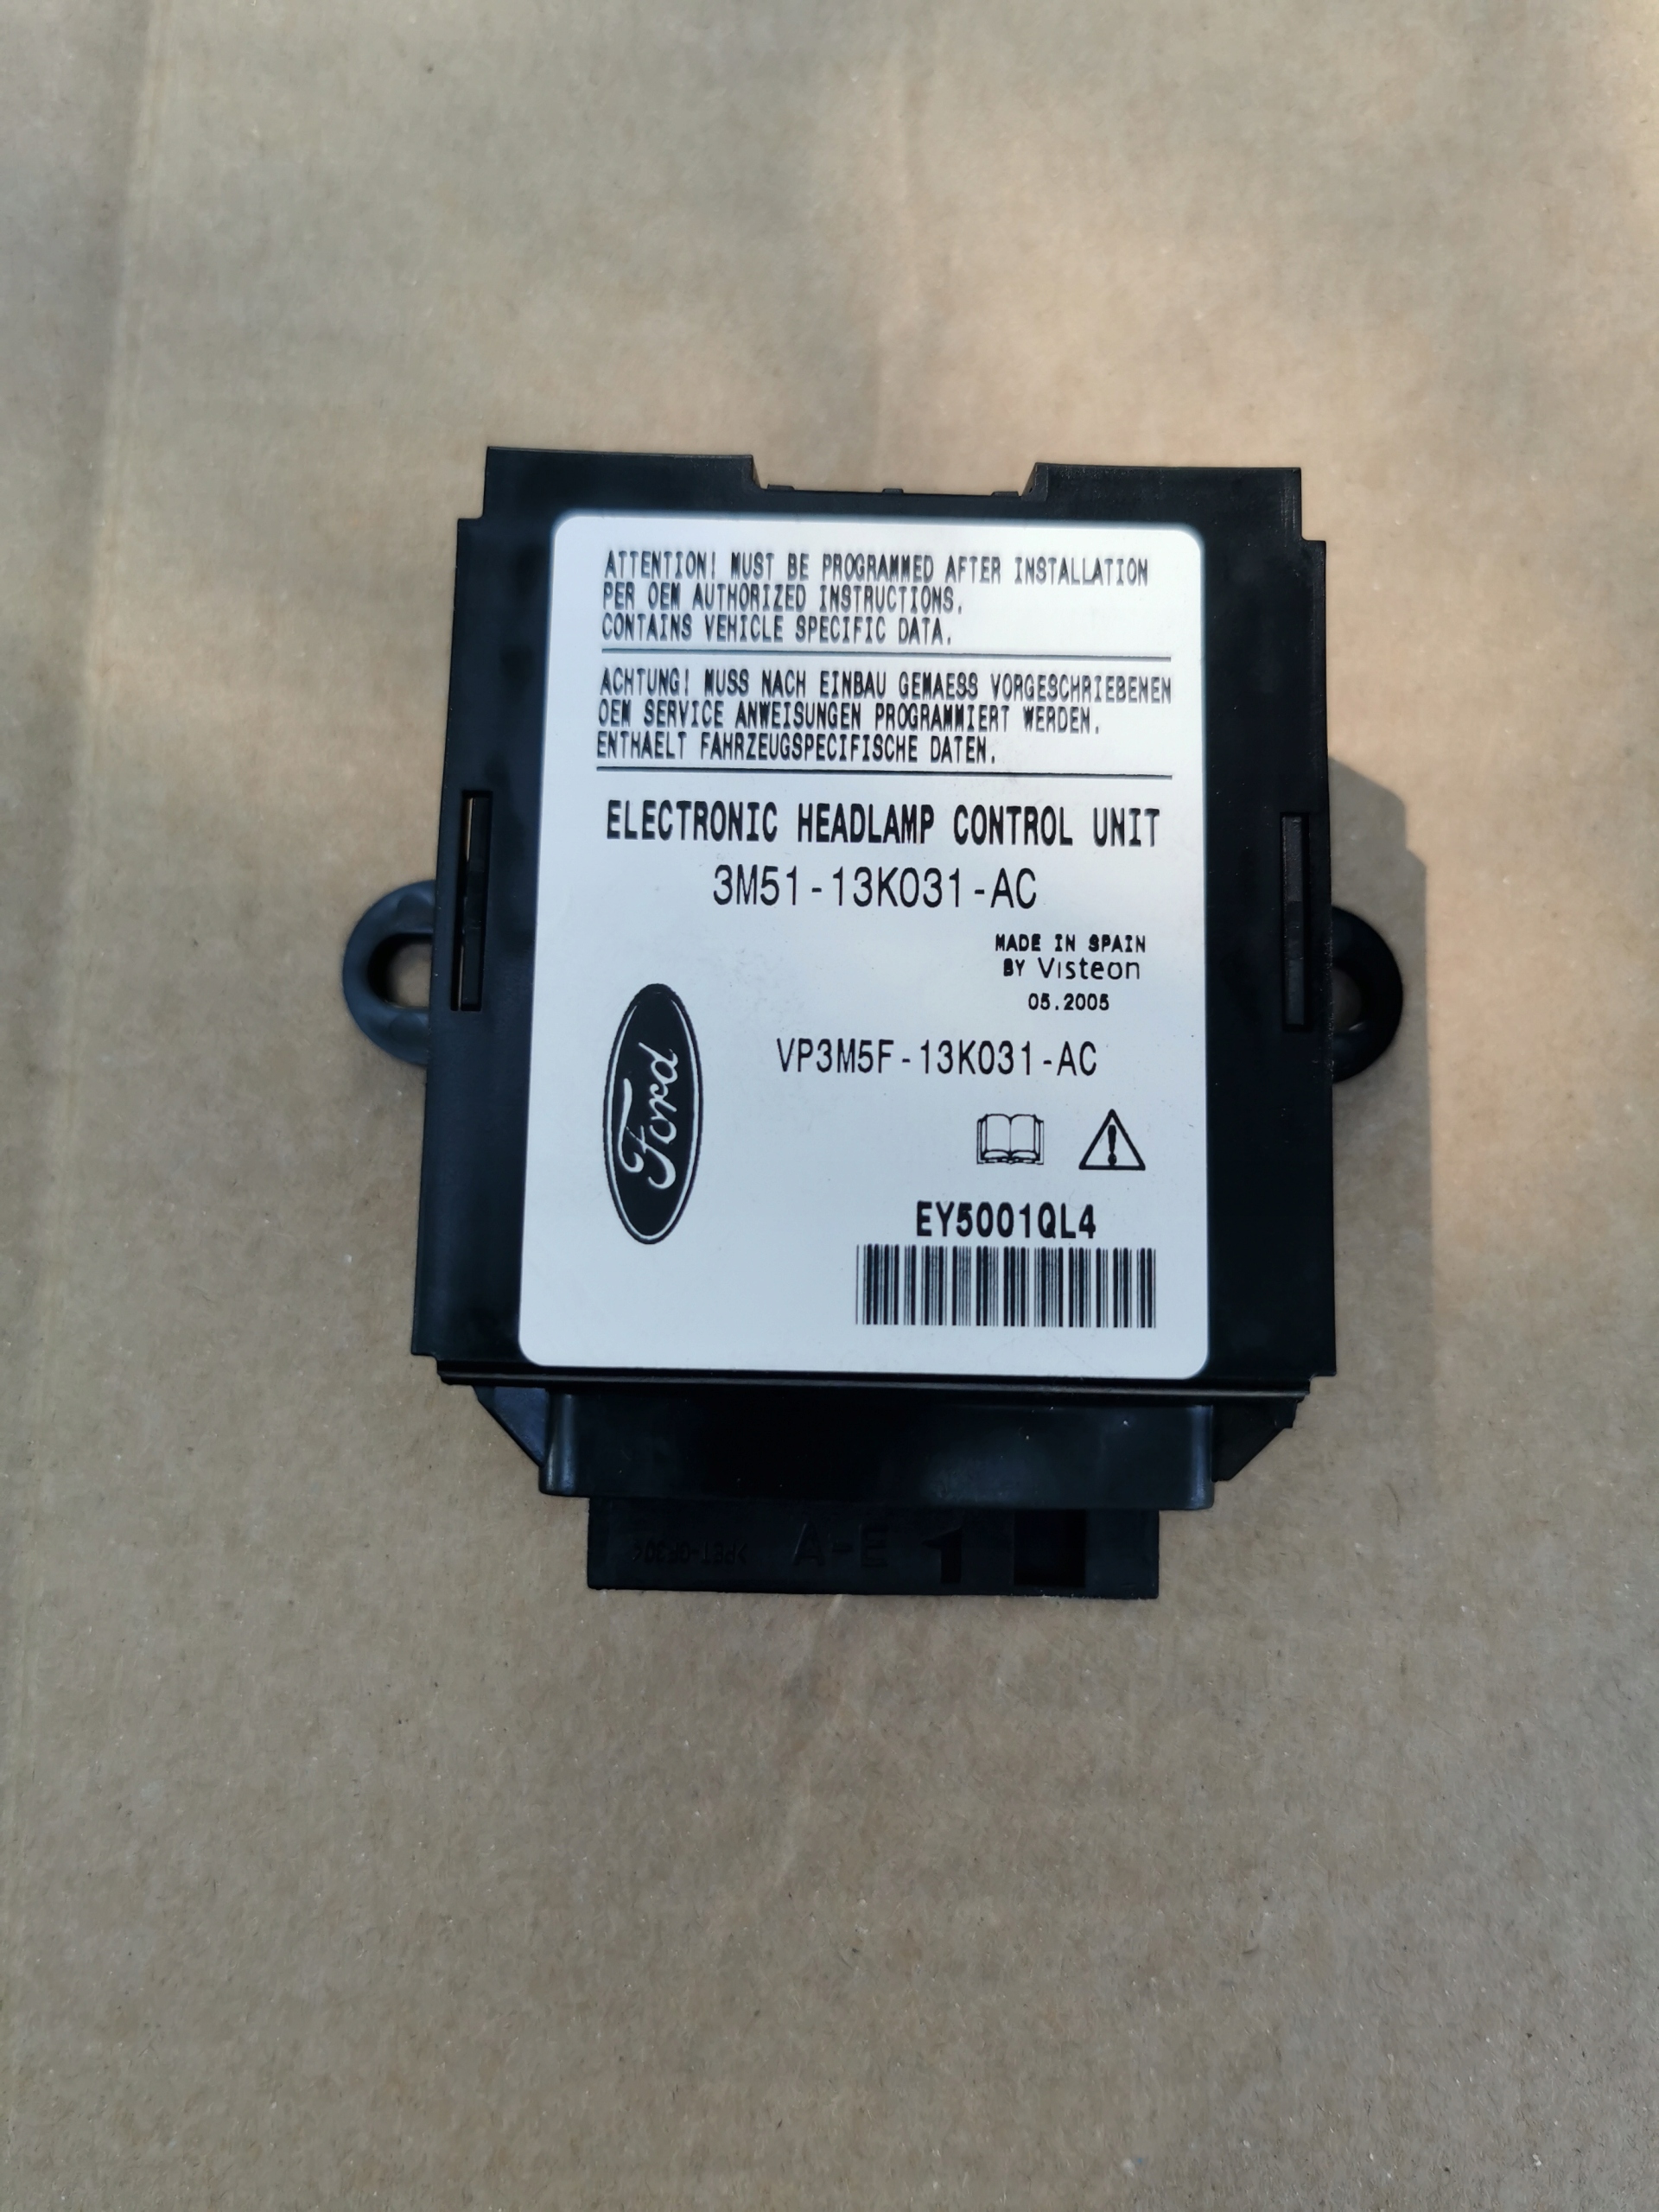 ATTENTION! MUST BE PROGRAMMED AFTER INSTALLATION
PER OEM AUTHORIZED INSTRUCTIONS.
CONTAINS VEHICLE SPECIFIC DATA.
ACHTUNG! MUSS NACH EINBAU GEMAESS VORGESCHRIEBENEN
OEM SERVICE ANWEISUNGEN PROGRAMMIERT WERDEN.
ENTHAELT FAHRZEUGSPECIFISCHE DATEN.
ELECTRONIC HEADLAMP CONTROL UNIT
3M51-13K031-AC
MADE IN SPAIN
BY Visteon
05.2005
VP3M5F-13K031-AC
Ford
EY5001QL4